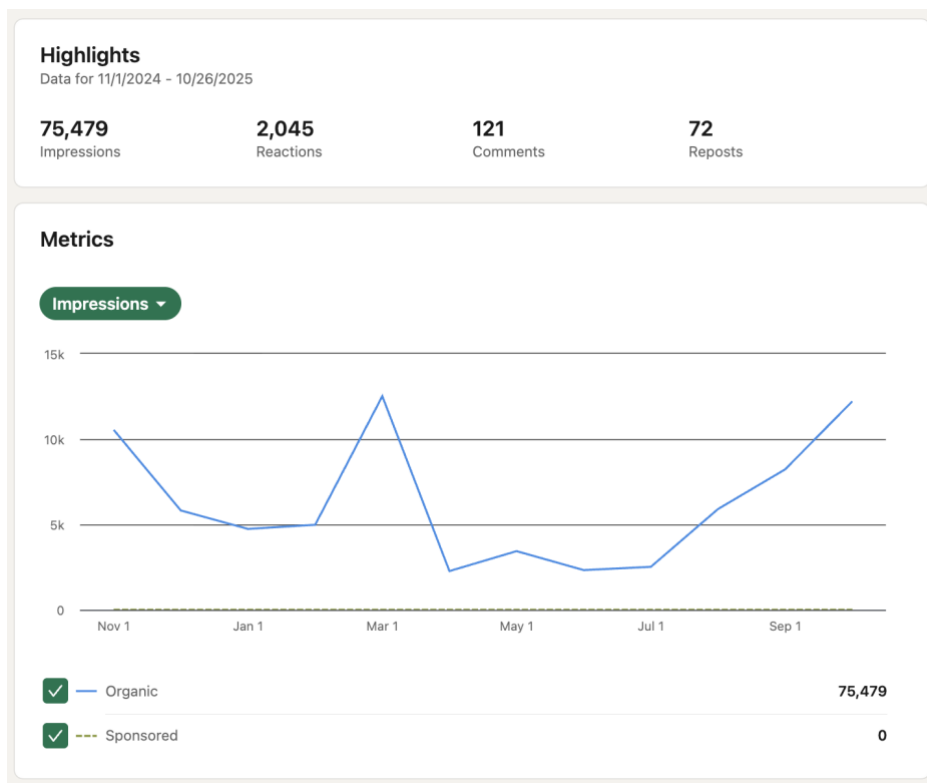 Highlights
Data for 11/1/2024 - 10/26/2025
75,479 2,045 121 72
Impressions Reactions Comments Reposts
Metrics
Impressions
15k
10k
5k
0
Nov 1 Jan 1 Mar 1 May 1 Jul 1 Sep 1
Organic 75,479
Sponsored 0